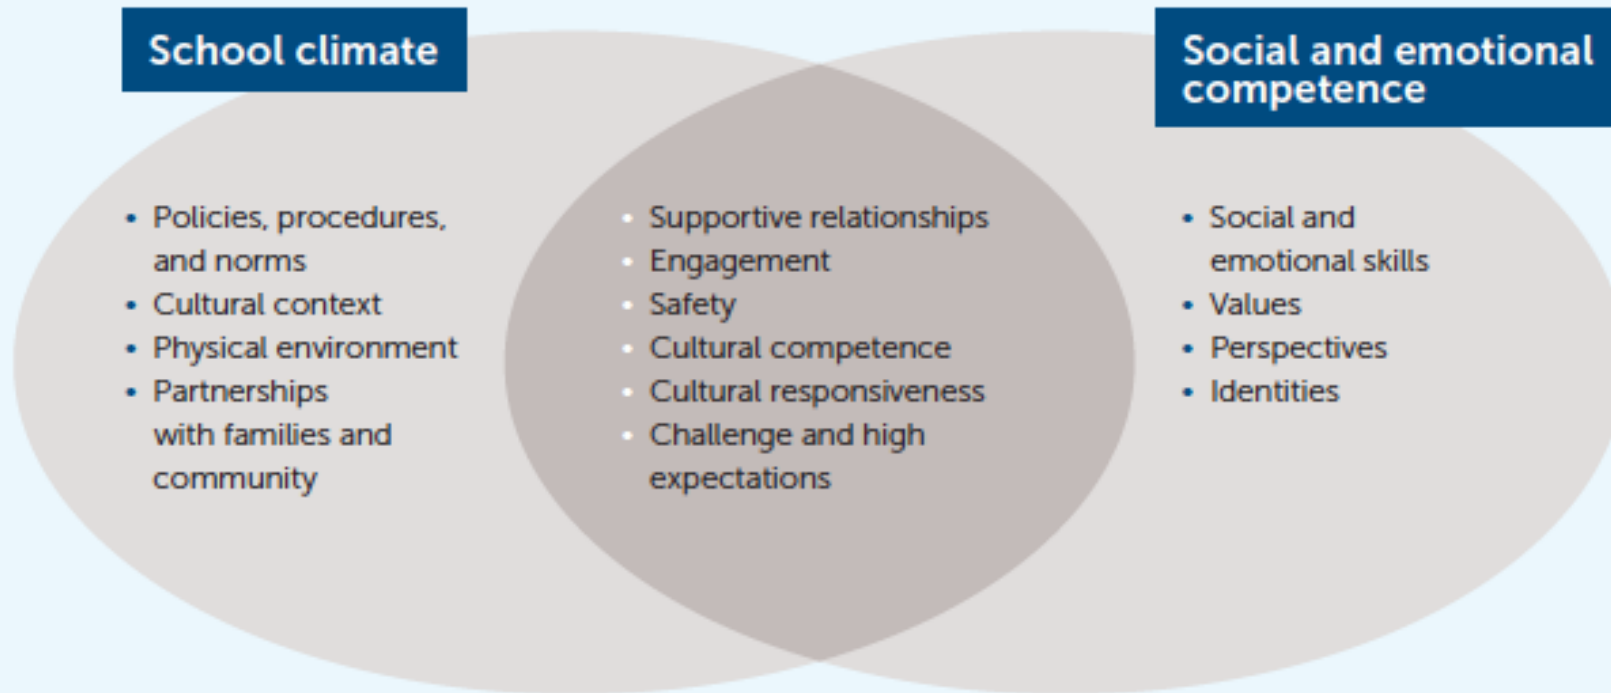 School climate
Social and emotional
competence
• Policies, procedures,
and norms
• Cultural context
• Physical environment
• Partnerships
with families and
community
• Supportive relationships
• Engagement
• Safety
• Cultural competence
• Cultural responsiveness
• Challenge and high
expectations
• Social and
emotional skills
• Values
• Perspectives
• Identities